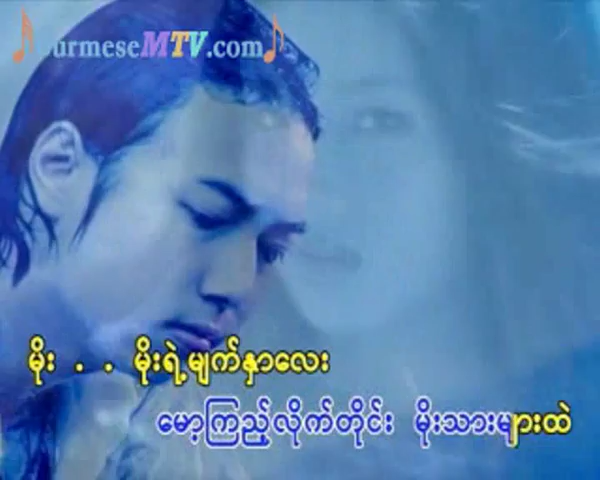 BurmeseMTV.com
မိုး . . မိုးရဲ့မျက်နှာလေး
မော့ကြည့်လိုက်တိုင်း မိုးသားများထဲ